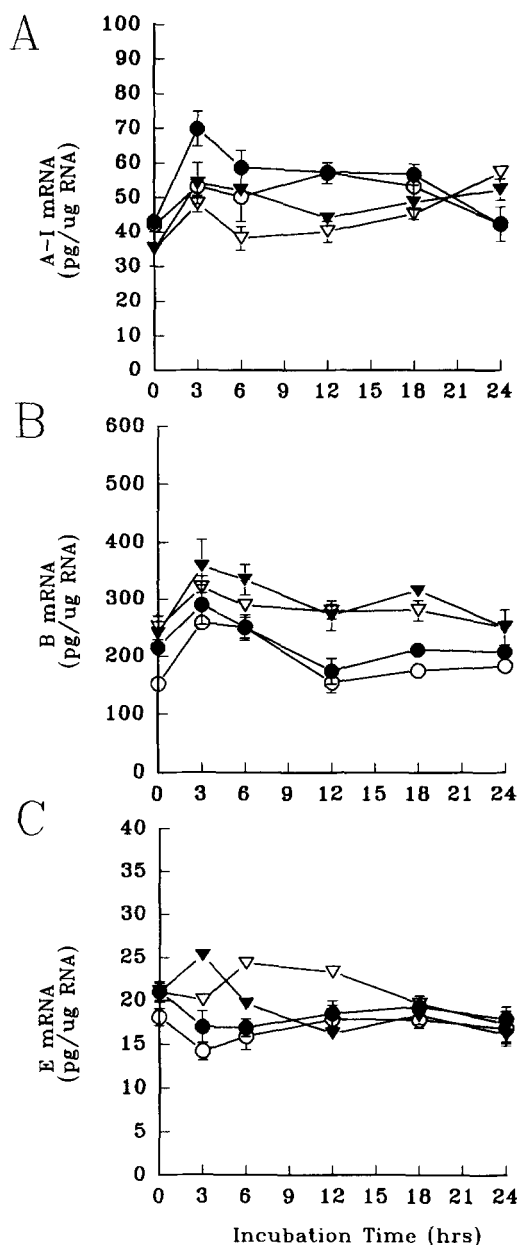 A
100
90
80
70
60
50
40
30
20
10
0
A-I mRNA
(pg/ug RNA)
0 3 6 9 12 15 18 21 24
B
600
500
400
300
200
100
0
B mRNA
(pg/ug RNA)
0 3 6 9 12 15 18 21 24
C
40
35
30
25
20
15
10
5
0
E mRNA
(pg/ug RNA)
0 3 6 9 12 15 18 21 24
Incubation Time (hrs)